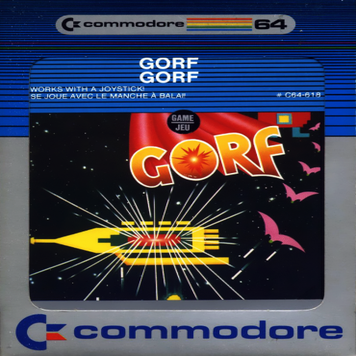 commodore 64
GORF
GORF
WORKS WITH A JOYSTICK!
SE JOUE AVEC LE MANCHE À BALAI!
# C64-618
GAME
JEU
GORF
commodore